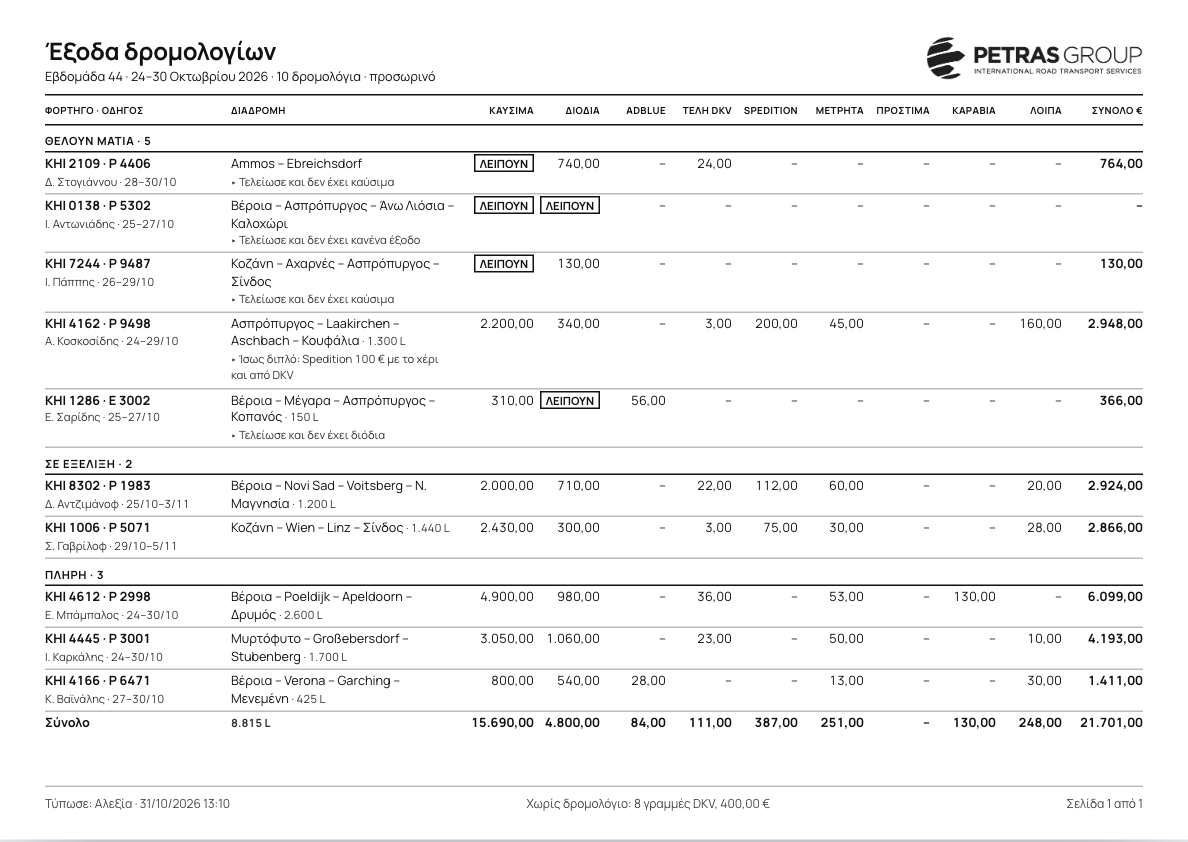 Έξοδα δρομολογίων
Εβδομάδα 44 · 24–30 Οκτωβρίου 2026 · 10 δρομολόγια · προσωρινό
PETRAS GROUP
INTERNATIONAL ROAD TRANSPORT SERVICES
ΦΟΡΤΗΓΟ · ΟΔΗΓΟΣ ΔΙΑΔΡΟΜΗ ΚΑΥΣΙΜΑ ΔΙΟΔΙΑ ADBLUE ΤΕΛΗ DKV SPEDITION ΜΕΤΡΗΤΑ ΠΡΟΣΤΙΜΑ ΚΑΡΑΒΙΑ ΛΟΙΠΑ ΣΥΝΟΛΟ €
ΘΕΛΟΥΝ ΜΑΤΙΑ · 5
KHI 2109 · P 4406 Ammos – Ebreichsdorf ΛΕΙΠΟΥΝ 740,00 – 24,00 – – – – – 764,00
Δ. Στογιάννου · 28–30/10 ‣ Τελείωσε και δεν έχει καύσιμα
KHI 0138 · P 5302 Βέροια – Ασπρόπυργος – Άνω Λιόσια – ΛΕΙΠΟΥΝ ΛΕΙΠΟΥΝ – – – – – – – –
Ι. Αντωνιάδης · 25–27/10 Καλοχώρι
‣ Τελείωσε και δεν έχει κανένα έξοδο
KHI 7244 · P 9487 Κοζάνη – Αχαρνές – Ασπρόπυργος – ΛΕΙΠΟΥΝ 130,00 – – – – – – – 130,00
Ι. Πάππης · 26–29/10 Σίνδος
‣ Τελείωσε και δεν έχει καύσιμα
KHI 4162 · P 9498 Ασπρόπυργος – Laakirchen – 2.200,00 340,00 – 3,00 200,00 45,00 – – 160,00 2.948,00
Α. Κοσκοσίδης · 24–29/10 Aschbach – Κουφάλια · 1.300 L
‣ Ίσως διπλό: Spedition 100 € με το χέρι
και από DKV
KHI 1286 · E 3002 Βέροια – Μέγαρα – Ασπρόπυργος – 310,00 ΛΕΙΠΟΥΝ 56,00 – – – – – – 366,00
Ε. Σαρίδης · 25–27/10 Κοπανός · 150 L
‣ Τελείωσε και δεν έχει διόδια
ΣΕ ΕΞΕΛΙΞΗ · 2
KHI 8302 · P 1983 Βέροια – Novi Sad – Voitsberg – Ν. 2.000,00 710,00 – 22,00 112,00 60,00 – – 20,00 2.924,00
Δ. Αντζιμάνοφ · 25/10–3/11 Μαγνησία · 1.200 L
KHI 1006 · P 5071 Κοζάνη – Wien – Linz – Σίνδος · 1.440 L 2.430,00 300,00 – 3,00 75,00 30,00 – – 28,00 2.866,00
Σ. Γαβρίλοφ · 29/10–5/11
ΠΛΗΡΗ · 3
KHI 4612 · P 2998 Βέροια – Poeldijk – Apeldoorn – 4.900,00 980,00 – 36,00 – 53,00 – 130,00 – 6.099,00
Ε. Μπάμπαλος · 24–30/10 Δρυμός · 2.600 L
KHI 4445 · P 3001 Μυρτόφυτο – Großebersdorf – 3.050,00 1.060,00 – 23,00 – 50,00 – – 10,00 4.193,00
Ι. Καρκάλης · 24–30/10 Stubenberg · 1.700 L
KHI 4166 · P 6471 Βέροια – Verona – Garching – 800,00 540,00 28,00 – – 13,00 – – 30,00 1.411,00
Κ. Βαϊνάλης · 27–30/10 Μενεμένη · 425 L
Σύνολο 8.815 L 15.690,00 4.800,00 84,00 111,00 387,00 251,00 – 130,00 248,00 21.701,00
Τύπωσε: Αλεξία · 31/10/2026 13:10 Χωρίς δρομολόγιο: 8 γραμμές DKV, 400,00 € Σελίδα 1 από 1